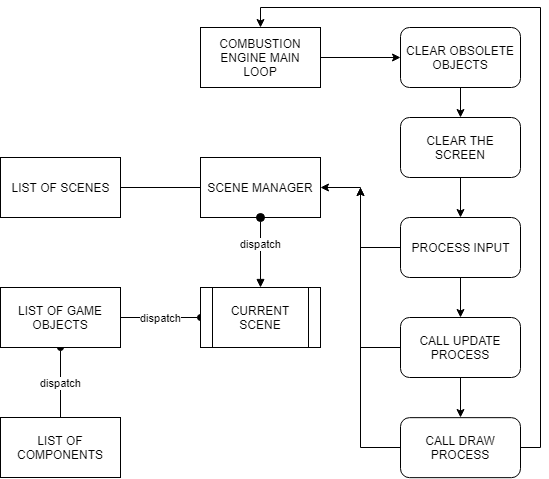 COMBUSTION
ENGINE MAIN
LOOP
CLEAR OBSOLETE
OBJECTS
CLEAR THE
SCREEN
LIST OF SCENES
SCENE MANAGER
PROCESS INPUT
dispatch
LIST OF GAME
OBJECTS
dispatch
CURRENT
SCENE
CALL UPDATE
PROCESS
dispatch
LIST OF
COMPONENTS
CALL DRAW
PROCESS